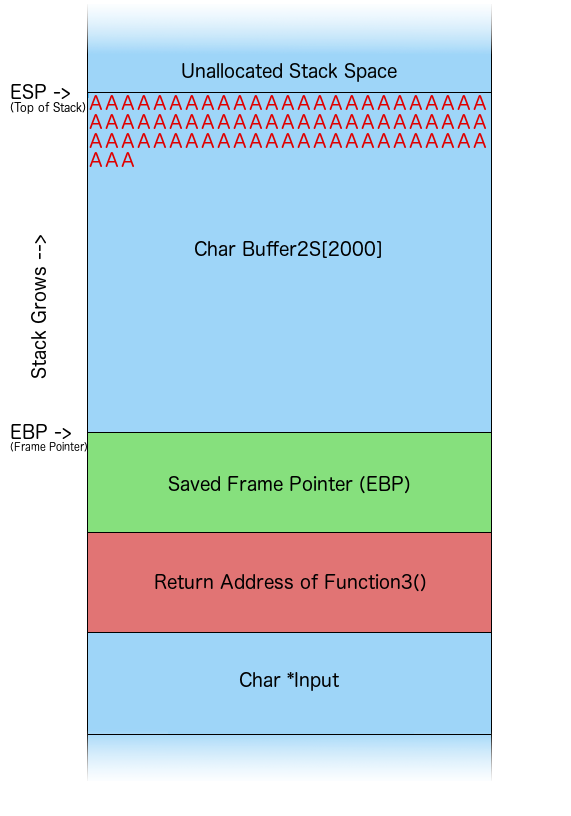 Unallocated Stack Space
ESP ->
(Top of Stack)
A A A A A A A A A A A A A A A A A A A A A A A A A
A A A A A A A A A A A A A A A A A A A A A A A A A
A A A A A A A A A A A A A A A A A A A A A A A A A
A A A
Char Buffer2S[2000]
Stack Grows -->
EBP ->
(Frame Pointer)
Saved Frame Pointer (EBP)
Return Address of Function3()
Char *Input